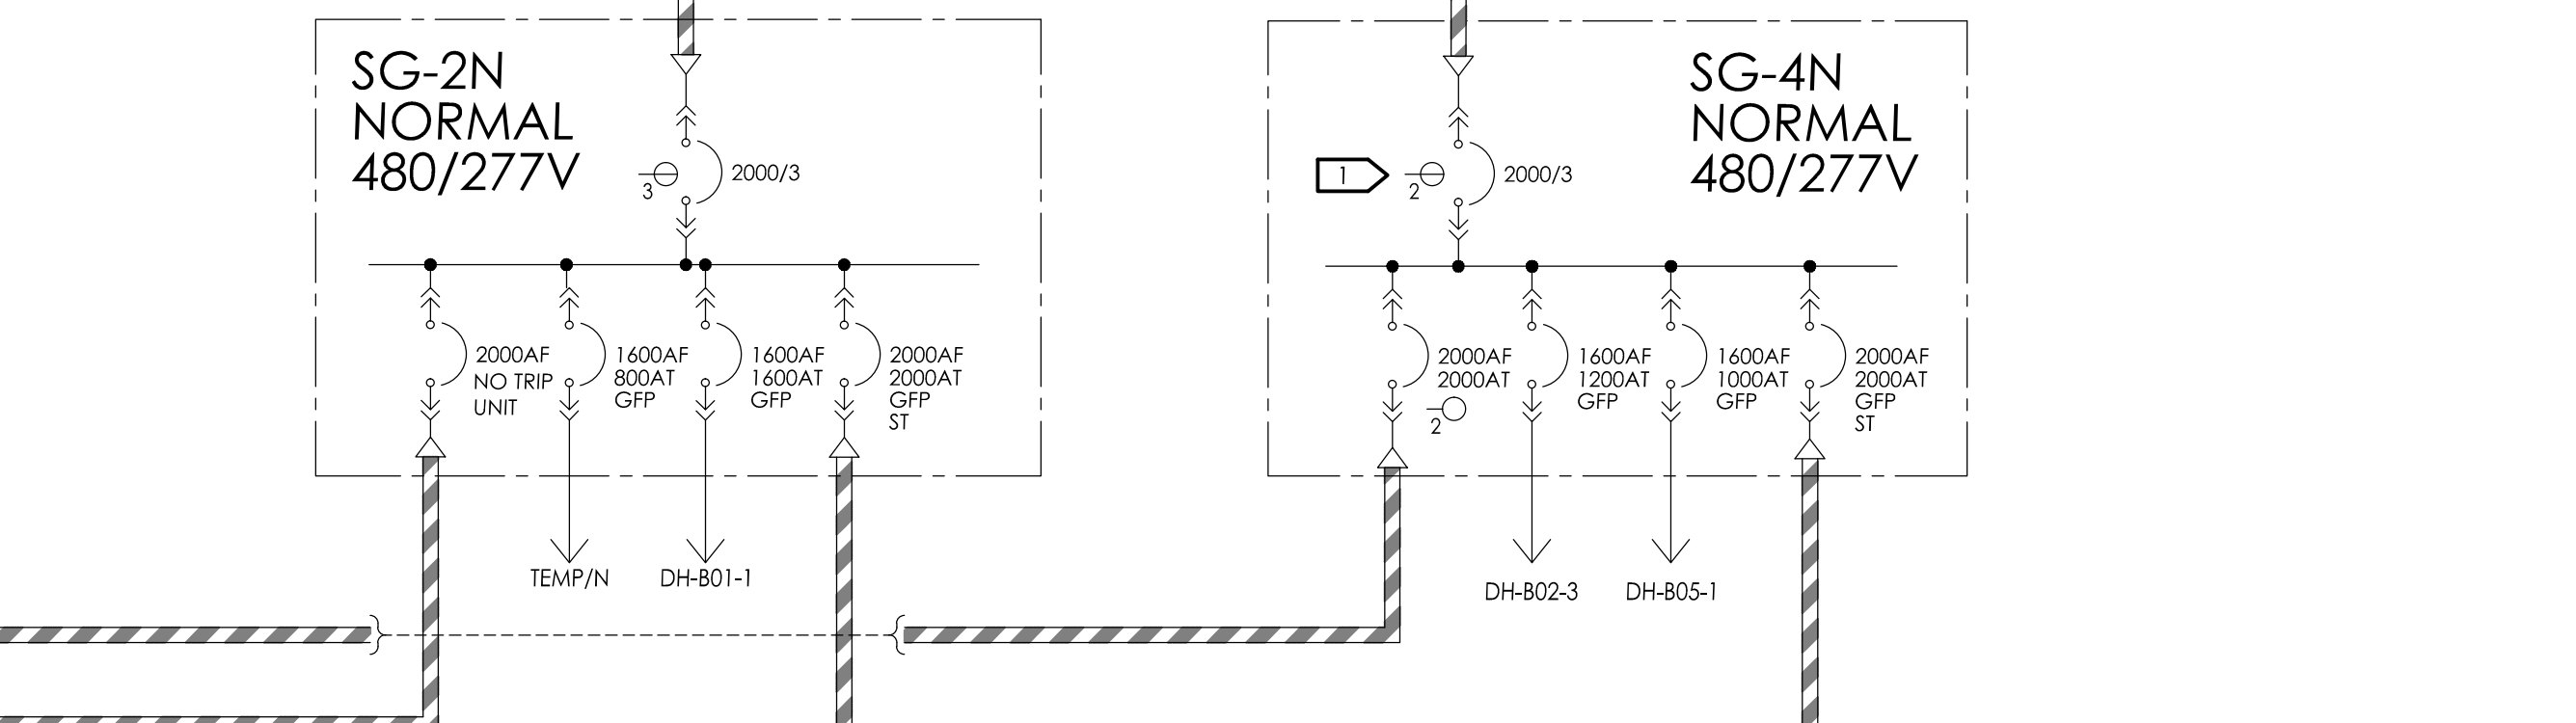 SG-2N
NORMAL
480/277V
3
2000/3
2000AF
NO TRIP
UNIT
1600AF
800AT
GFP
1600AF
1600AT
GFP
2000AF
2000AT
GFP
ST
TEMP/N
DH-B01-1
SG-4N
NORMAL
480/277V
1
2
2000/3
2000AF
2000AT
2
1600AF
1200AT
GFP
1600AF
1000AT
GFP
2000AF
2000AT
GFP
ST
DH-B02-3
DH-B05-1